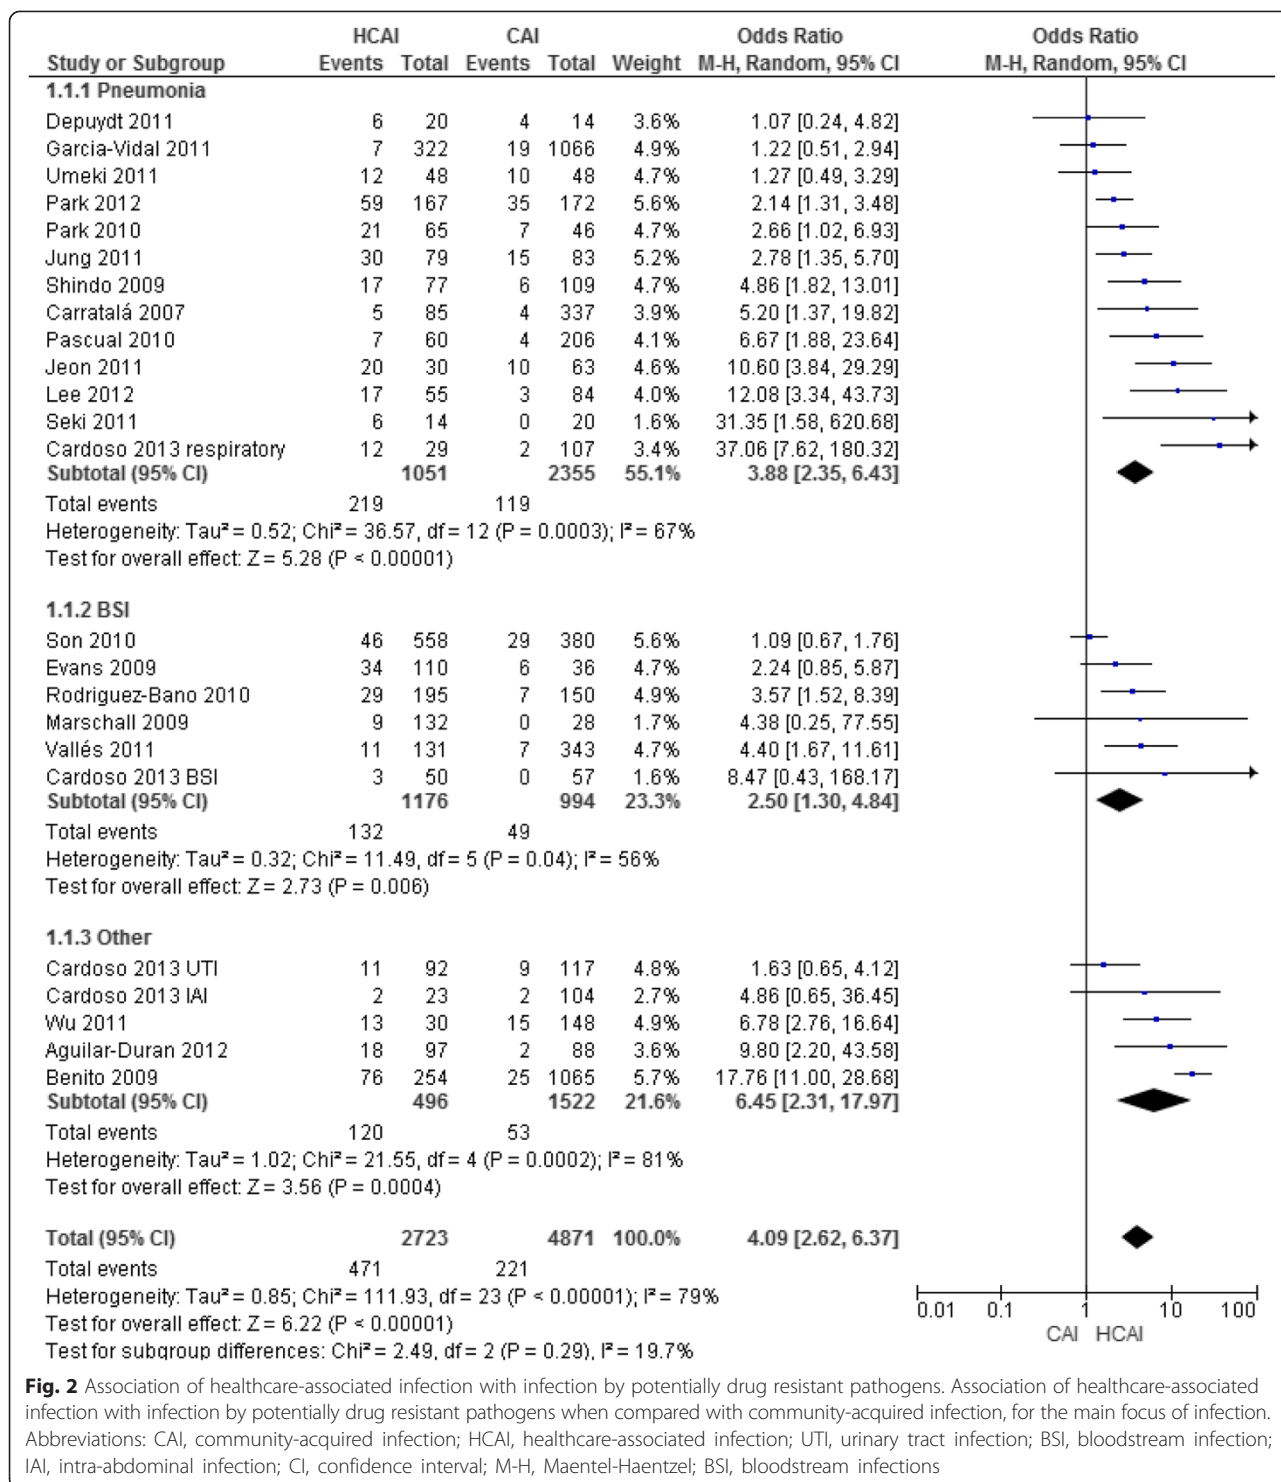 HCAI CAI Odds Ratio Odds Ratio
Study or Subgroup Events Total Events Total Weight M-H, Random, 95% CI M-H, Random, 95% CI
1.1.1 Pneumonia
Depuydt 2011 6 20 4 14 3.6% 1.07 [0.24, 4.82]
Garcia-Vidal 2011 7 322 19 1066 4.9% 1.22 [0.51, 2.94]
Umeki 2011 12 48 10 48 4.7% 1.27 [0.49, 3.29]
Park 2012 59 167 35 172 5.6% 2.14 [1.31, 3.48]
Park 2010 21 65 7 46 4.7% 2.66 [1.02, 6.93]
Jung 2011 30 79 15 83 5.2% 2.78 [1.35, 5.70]
Shindo 2009 17 77 6 109 4.7% 4.86 [1.82, 13.01]
Carratalá 2007 5 85 4 337 3.9% 5.20 [1.37, 19.82]
Pascual 2010 7 60 4 206 4.1% 6.67 [1.88, 23.64]
Jeon 2011 20 30 10 63 4.6% 10.60 [3.84, 29.29]
Lee 2012 17 55 3 84 4.0% 12.08 [3.34, 43.73]
Seki 2011 6 14 0 20 1.6% 31.35 [1.58, 620.68]
Cardoso 2013 respiratory 12 29 2 107 3.4% 37.06 [7.62, 180.32]
Subtotal (95% CI) 1051 2355 55.1% 3.88 [2.35, 6.43]
Total events 219 119
Heterogeneity: Tau² = 0.52; Chi² = 36.57, df = 12 (P = 0.0003); I² = 67%
Test for overall effect: Z = 5.28 (P < 0.00001)
1.1.2 BSI
Son 2010 46 558 29 380 5.6% 1.09 [0.67, 1.76]
Evans 2009 34 110 6 36 4.7% 2.24 [0.85, 5.87]
Rodriguez-Bano 2010 29 195 7 150 4.9% 3.57 [1.52, 8.39]
Marschall 2009 9 132 0 28 1.7% 4.38 [0.25, 77.55]
Vallés 2011 11 131 7 343 4.7% 4.40 [1.67, 11.61]
Cardoso 2013 BSI 3 50 0 57 1.6% 8.47 [0.43, 168.17]
Subtotal (95% CI) 1176 994 23.3% 2.50 [1.30, 4.84]
Total events 132 49
Heterogeneity: Tau² = 0.32; Chi² = 11.49, df = 5 (P = 0.04); I² = 56%
Test for overall effect: Z = 2.73 (P = 0.006)
1.1.3 Other
Cardoso 2013 UTI 11 92 9 117 4.8% 1.63 [0.65, 4.12]
Cardoso 2013 IAI 2 23 2 104 2.7% 4.86 [0.65, 36.45]
Wu 2011 13 30 15 148 4.9% 6.78 [2.76, 16.64]
Aguilar-Duran 2012 18 97 2 88 3.6% 9.80 [2.20, 43.58]
Benito 2009 76 254 25 1065 5.7% 17.76 [11.00, 28.68]
Subtotal (95% CI) 496 1522 21.6% 6.45 [2.31, 17.97]
Total events 120 53
Heterogeneity: Tau² = 1.02; Chi² = 21.55, df = 4 (P = 0.0002); I² = 81%
Test for overall effect: Z = 3.56 (P = 0.0004)
Total (95% CI) 2723 4871 100.0% 4.09 [2.62, 6.37]
Total events 471 221
Heterogeneity: Tau² = 0.85; Chi² = 111.93, df = 23 (P < 0.00001); I² = 79%
Test for overall effect: Z = 6.22 (P < 0.00001)
Test for subgroup differences: Chi² = 2.49, df = 2 (P = 0.29), I² = 19.7%
0.01 0.1 1 10 100
CAI HCAI
Fig. 2 Association of healthcare-associated infection with infection by potentially drug resistant pathogens. Association of healthcare-associated
infection with infection by potentially drug resistant pathogens when compared with community-acquired infection, for the main focus of infection.
Abbreviations: CAI, community-acquired infection; HCAI, healthcare-associated infection; UTI, urinary tract infection; BSI, bloodstream infection;
IAI, intra-abdominal infection; CI, confidence interval; M-H, Maentel-Haentzel; BSI, bloodstream infections